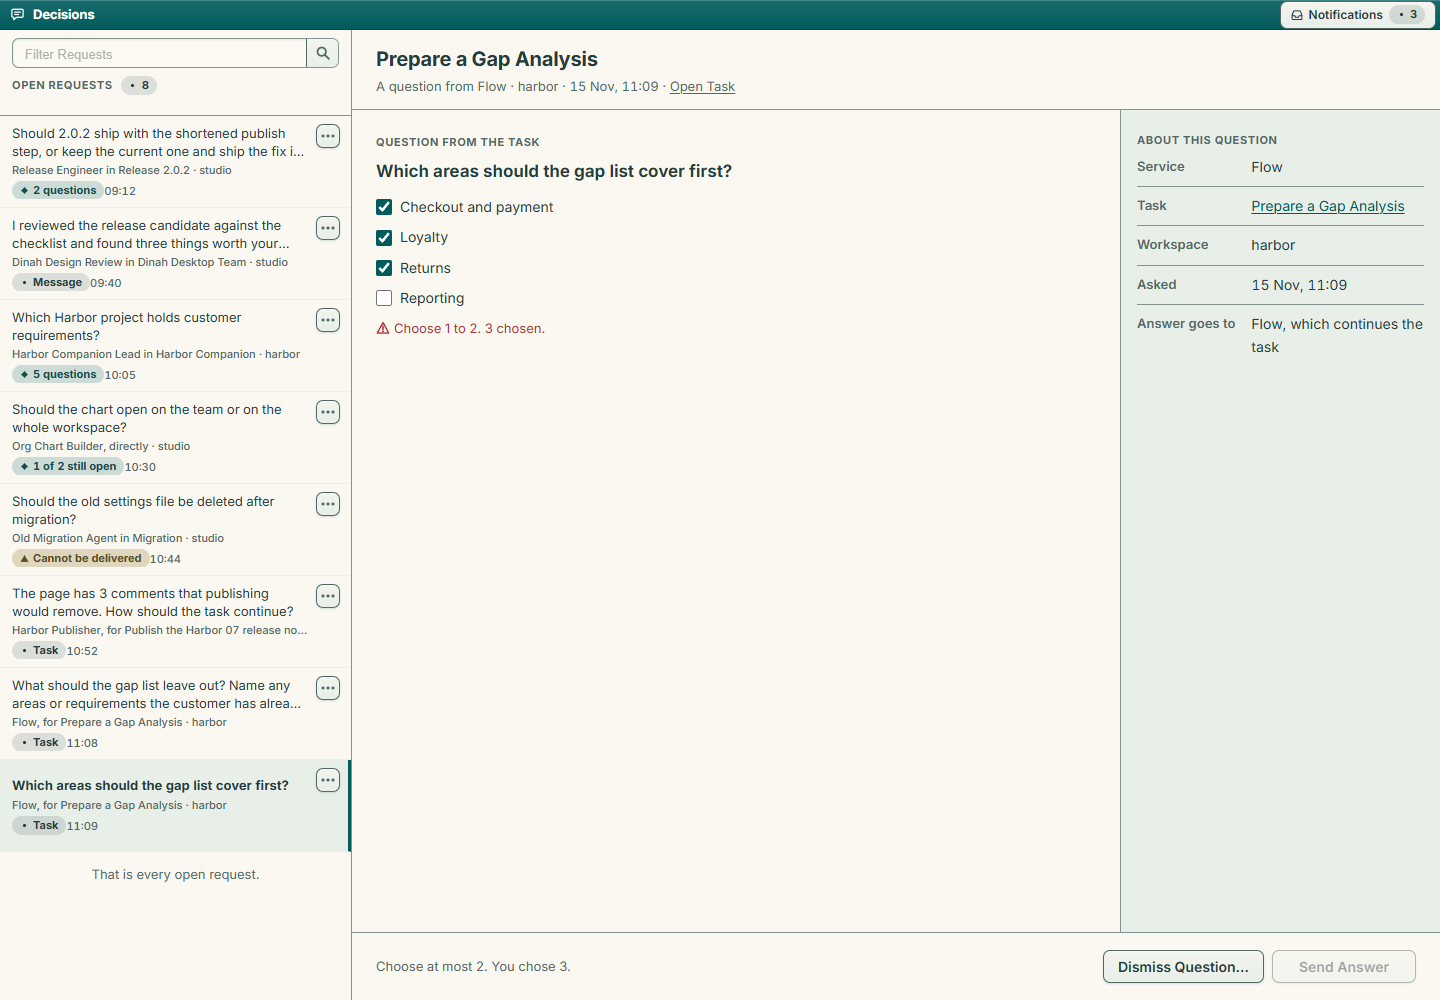 Decisions
Notifications • 3
Filter Requests
OPEN REQUESTS • 8
Should 2.0.2 ship with the shortened publish
step, or keep the current one and ship the fix i...
Release Engineer in Release 2.0.2 · studio
2 questions 09:12
I reviewed the release candidate against the
checklist and found three things worth your...
Dinah Design Review in Dinah Desktop Team · studio
• Message 09:40
Which Harbor project holds customer
requirements?
Harbor Companion Lead in Harbor Companion · harbor
5 questions 10:05
Should the chart open on the team or on the
whole workspace?
Org Chart Builder, directly · studio
1 of 2 still open 10:30
Should the old settings file be deleted after
migration?
Old Migration Agent in Migration · studio
Cannot be delivered 10:44
The page has 3 comments that publishing
would remove. How should the task continue?
Harbor Publisher, for Publish the Harbor 07 release no...
• Task 10:52
What should the gap list leave out? Name any
areas or requirements the customer has alrea...
Flow, for Prepare a Gap Analysis · harbor
• Task 11:08
Which areas should the gap list cover first?
Flow, for Prepare a Gap Analysis · harbor
• Task 11:09
That is every open request.
Prepare a Gap Analysis
A question from Flow · harbor · 15 Nov, 11:09 · Open Task
QUESTION FROM THE TASK
Which areas should the gap list cover first?
Checkout and payment
Loyalty
Returns
Reporting
Choose 1 to 2. 3 chosen.
ABOUT THIS QUESTION
Service Flow
Task Prepare a Gap Analysis
Workspace harbor
Asked 15 Nov, 11:09
Answer goes to Flow, which continues the
task
Choose at most 2. You chose 3.
Dismiss Question...
Send Answer